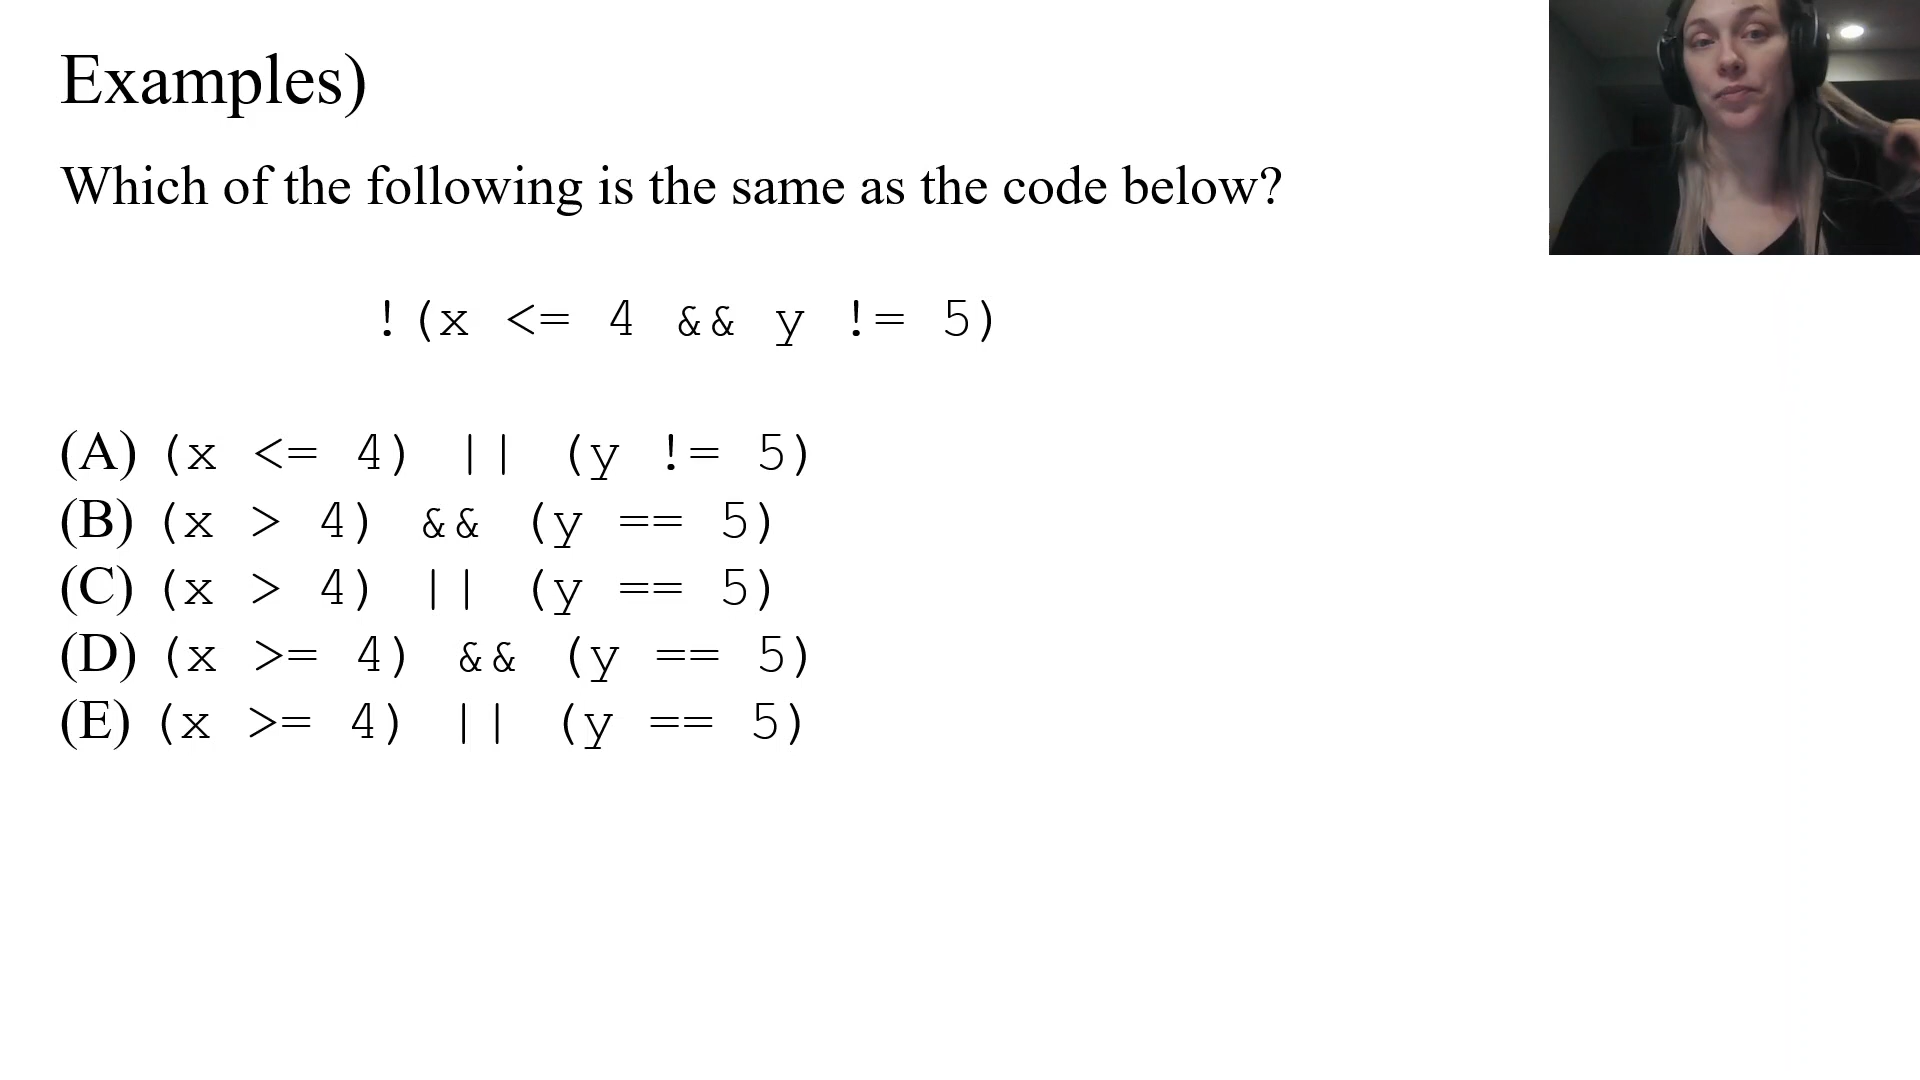 Examples)
Which of the following is the same as the code below?
!(x <= 4 && y != 5)
(A) (x <= 4) || (y != 5)
(B) (x > 4) && (y == 5)
(C) (x > 4) || (y == 5)
(D) (x >= 4) && (y == 5)
(E) (x >= 4) || (y == 5)